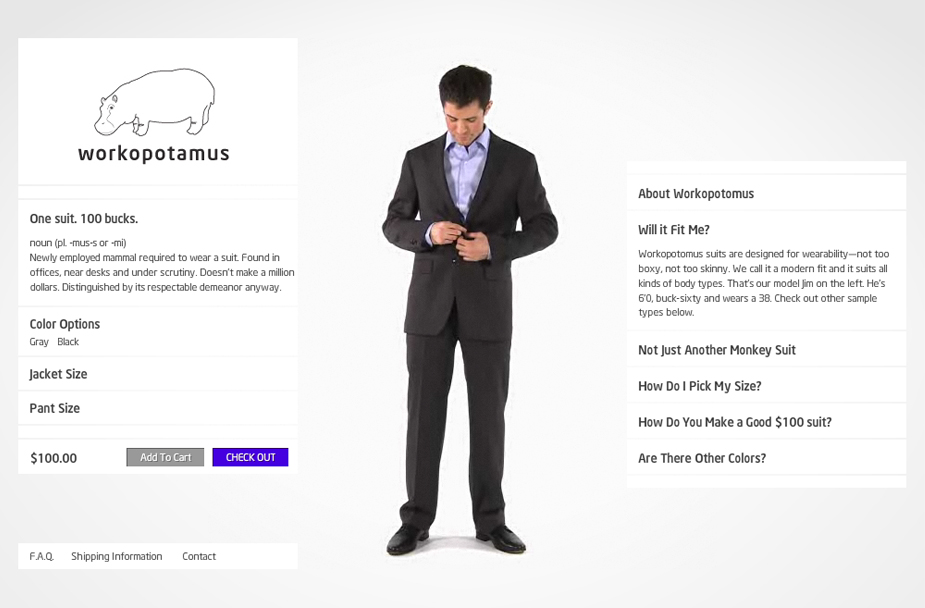 workopotamus
One suit. 100 bucks.
noun (pl. -mus·s or -mi)
Newly employed mammal required to wear a suit. Found in
offices, near desks and under scrutiny. Doesn't make a million
dollars. Distinguished by its respectable demeanor anyway.
Color Options
Gray Black
Jacket Size
Pant Size
$100.00 Add To Cart CHECK OUT
F.A.Q. Shipping Information Contact
About Workopotomus
Will it Fit Me?
Workopotumus suits are designed for wearability—not too
boxy, not too skinny. We call it a modern fit and it suits all
kinds of body types. That's our model Jim on the left. He's
6'0, buck-sixty and wears a 38. Check out other sample
types below.
Not Just Another Monkey Suit
How Do I Pick My Size?
How Do You Make a Good $100 suit?
Are There Other Colors?